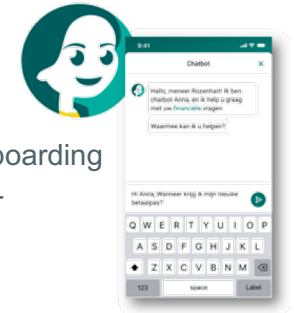 boarding
-
9:41
Chatbot
×
Hallo, meneer Rozenhart! Ik ben
chatbot Anna, en ik help u graag
met uw financiële vragen.
Waarmee kan ik u helpen?
Hi Anna, Wanneer krijg ik mijn nieuwe
betaalpas?
Q W E R T Y U I O P
A S D F G H J K L
Z X C V B N M
123 space Label